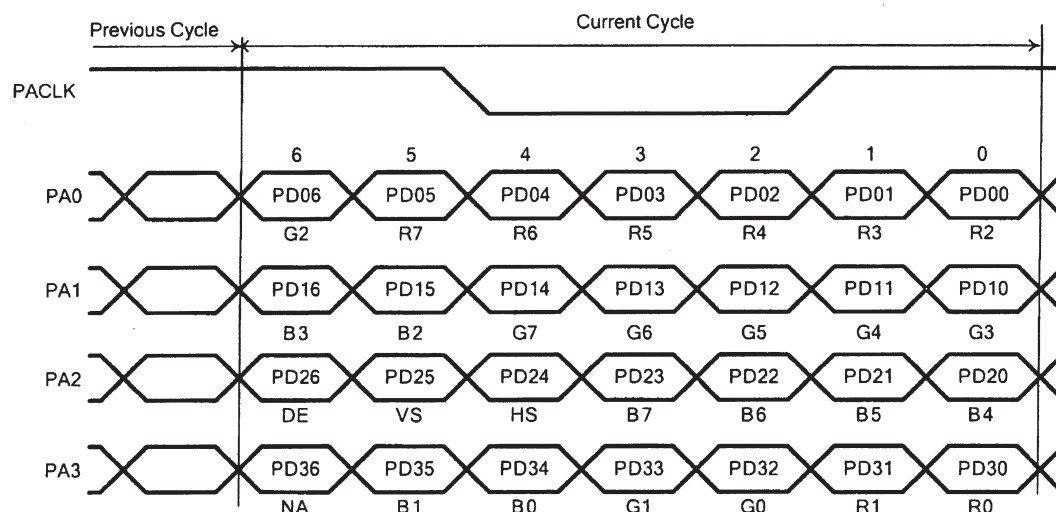 Previous Cycle Current Cycle
PACLK
6 5 4 3 2 1 0
PA0 PD06 PD05 PD04 PD03 PD02 PD01 PD00
G2 R7 R6 R5 R4 R3 R2
PA1 PD16 PD15 PD14 PD13 PD12 PD11 PD10
B3 B2 G7 G6 G5 G4 G3
PA2 PD26 PD25 PD24 PD23 PD22 PD21 PD20
DE VS HS B7 B6 B5 B4
PA3 PD36 PD35 PD34 PD33 PD32 PD31 PD30
NA B1 B0 G1 G0 R1 R0